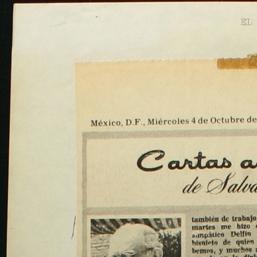 EL
México, D.F., Miércoles 4 de Octubre de
Cartas a
de Salva
también de trabajo
martes me hizo
simpático Delfín
bisnieto de quien
bemos, y muchos